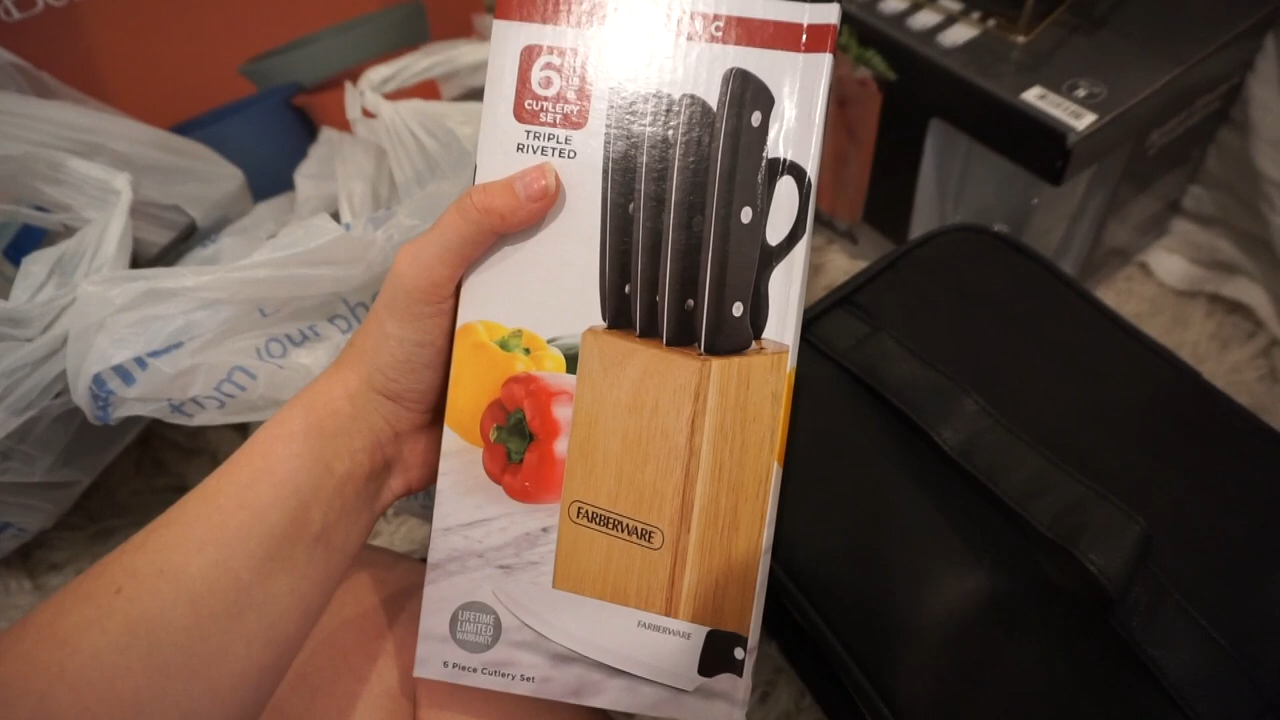 C
6
CUTLERY
SET
TRIPLE
RIVETED
FARBERWARE
FARBERWARE
LIFETIME
LIMITED
WARRANTY
6 Piece Cutlery Set
from your